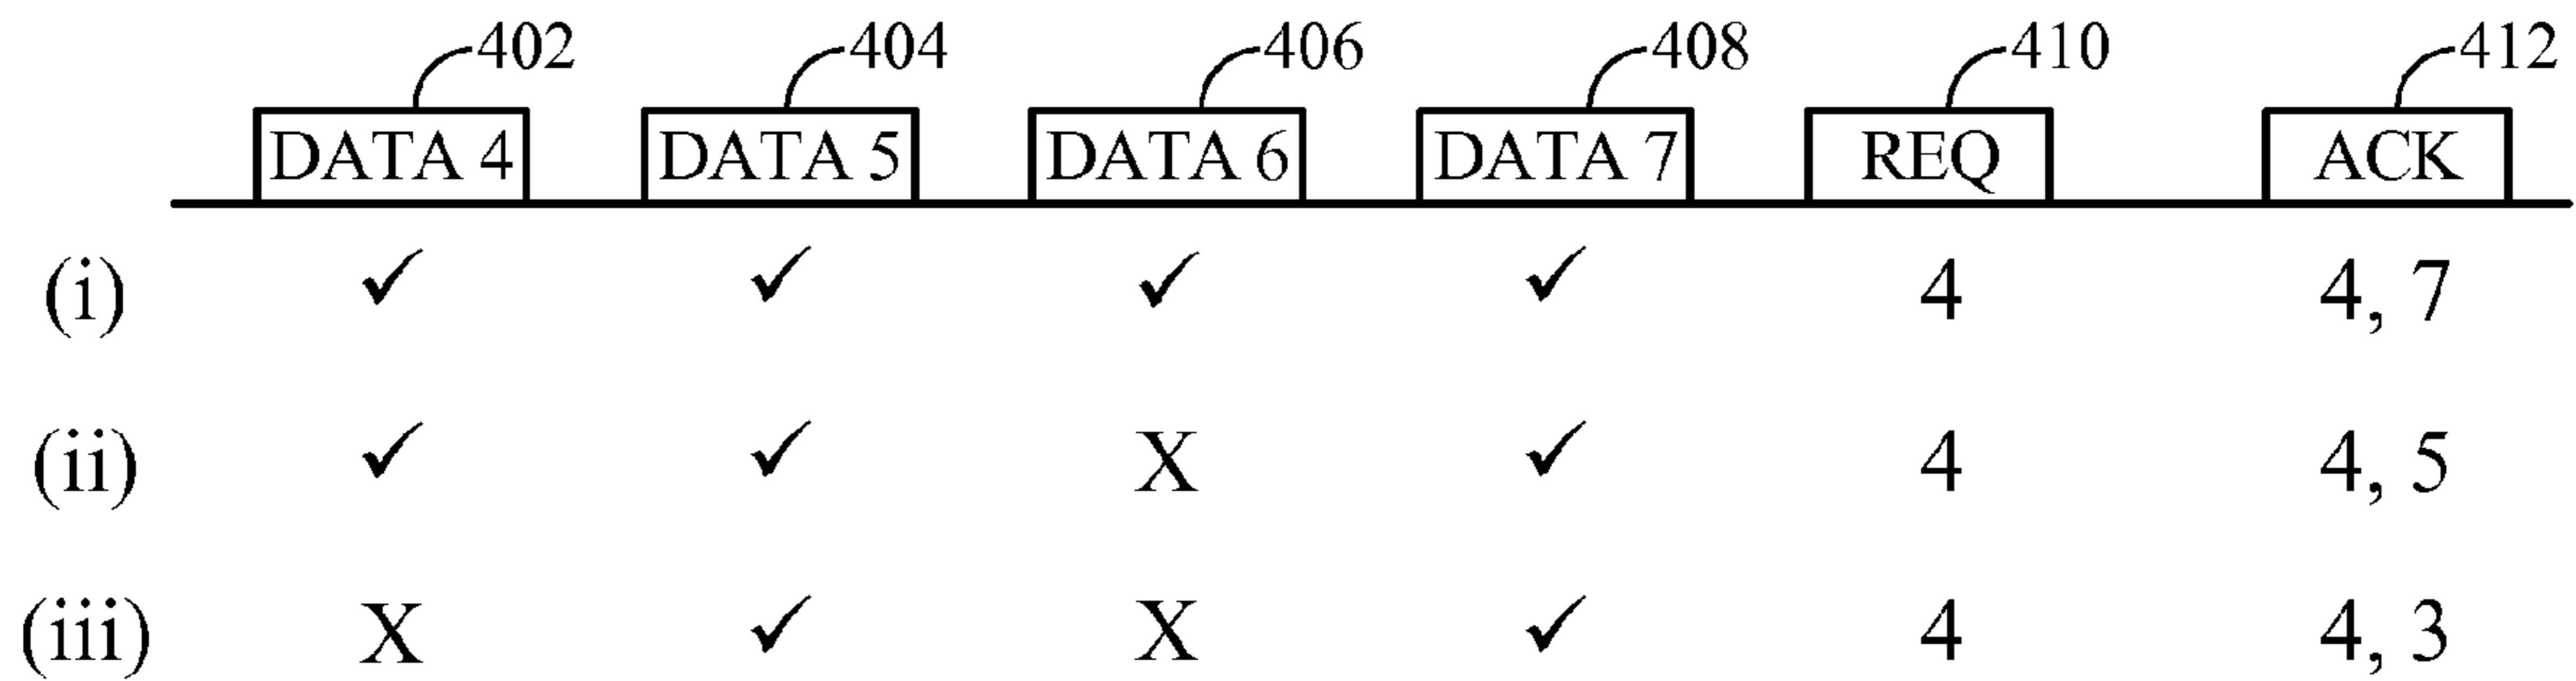 402 404 406 408 410 412
DATA 4 DATA 5 DATA 6 DATA 7 REQ ACK
(i) ✓ ✓ ✓ ✓ 4 4, 7
(ii) ✓ ✓ X ✓ 4 4, 5
(iii) X ✓ X ✓ 4 4, 3